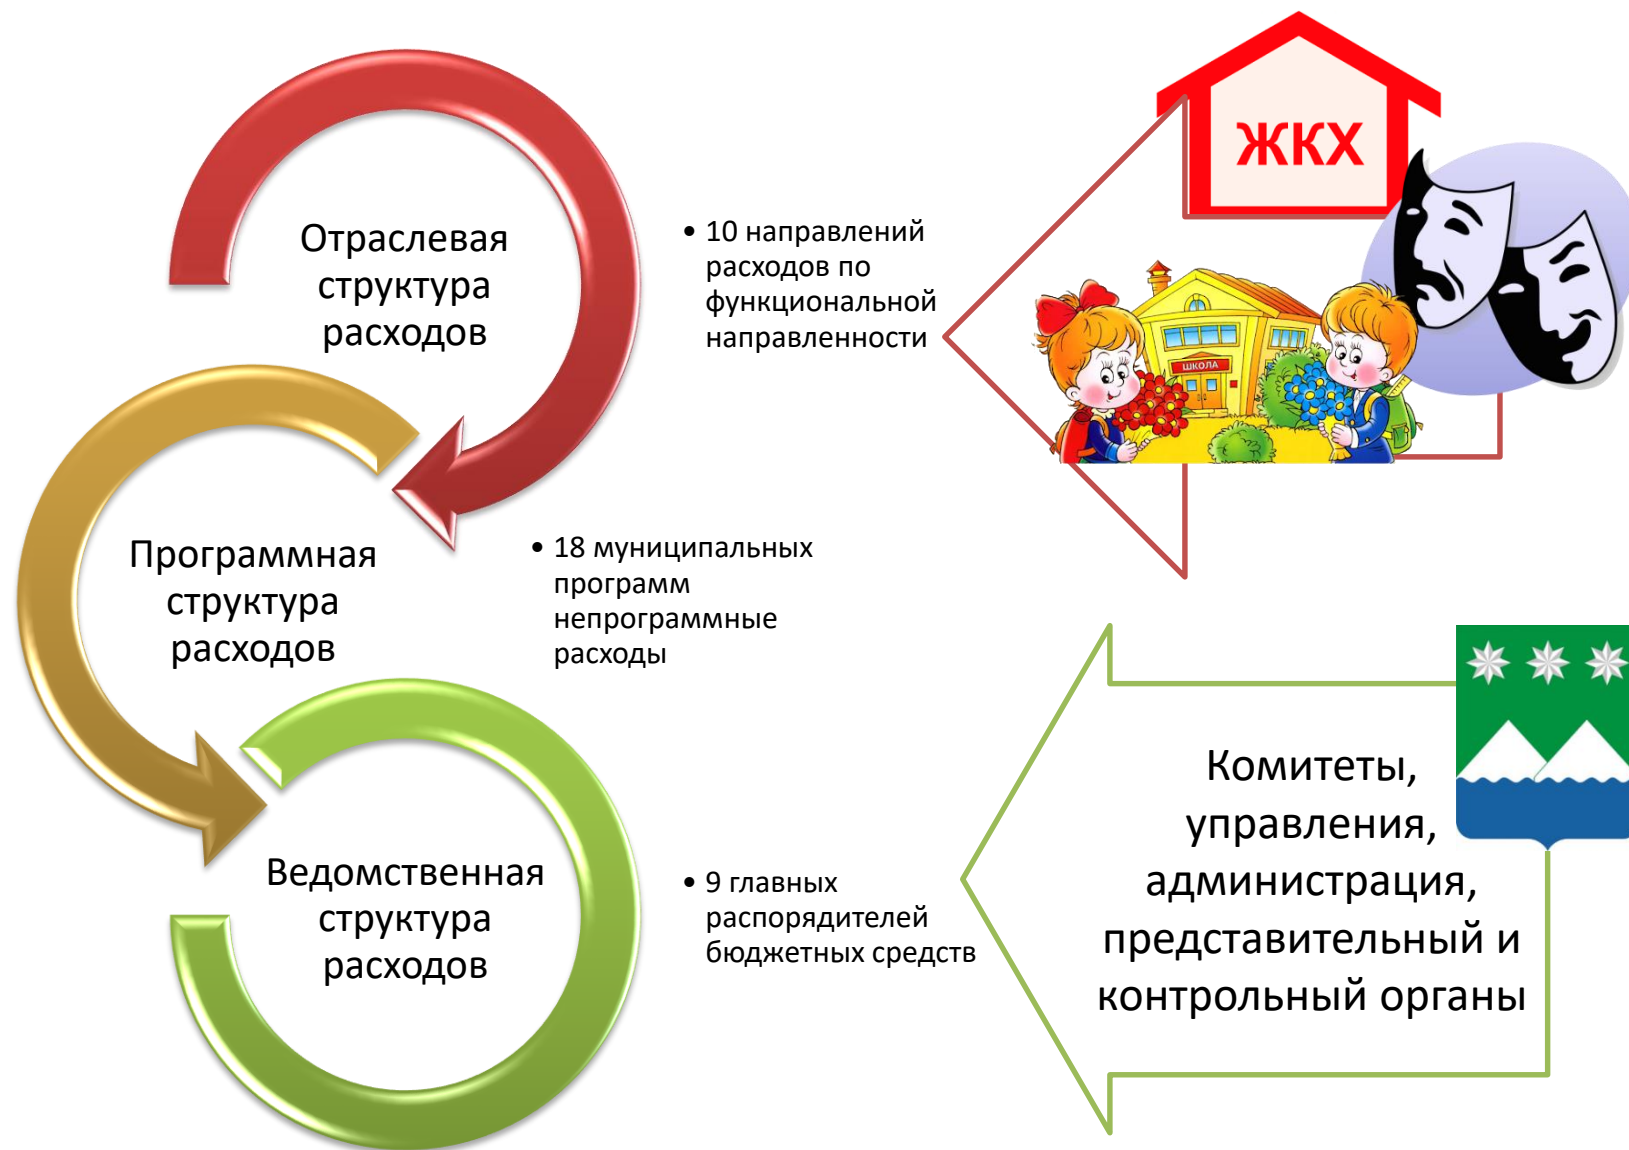 ЖКХ
Отраслевая
структура
расходов
• 10 направлений
расходов по
функциональной
направленности
ШКОЛА
Программная
структура
расходов
• 18 муниципальных
программ
непрограммные
расходы
Ведомственная
структура
расходов
• 9 главных
распорядителей
бюджетных средств
Комитеты,
управления,
администрация,
представительный и
контрольный органы